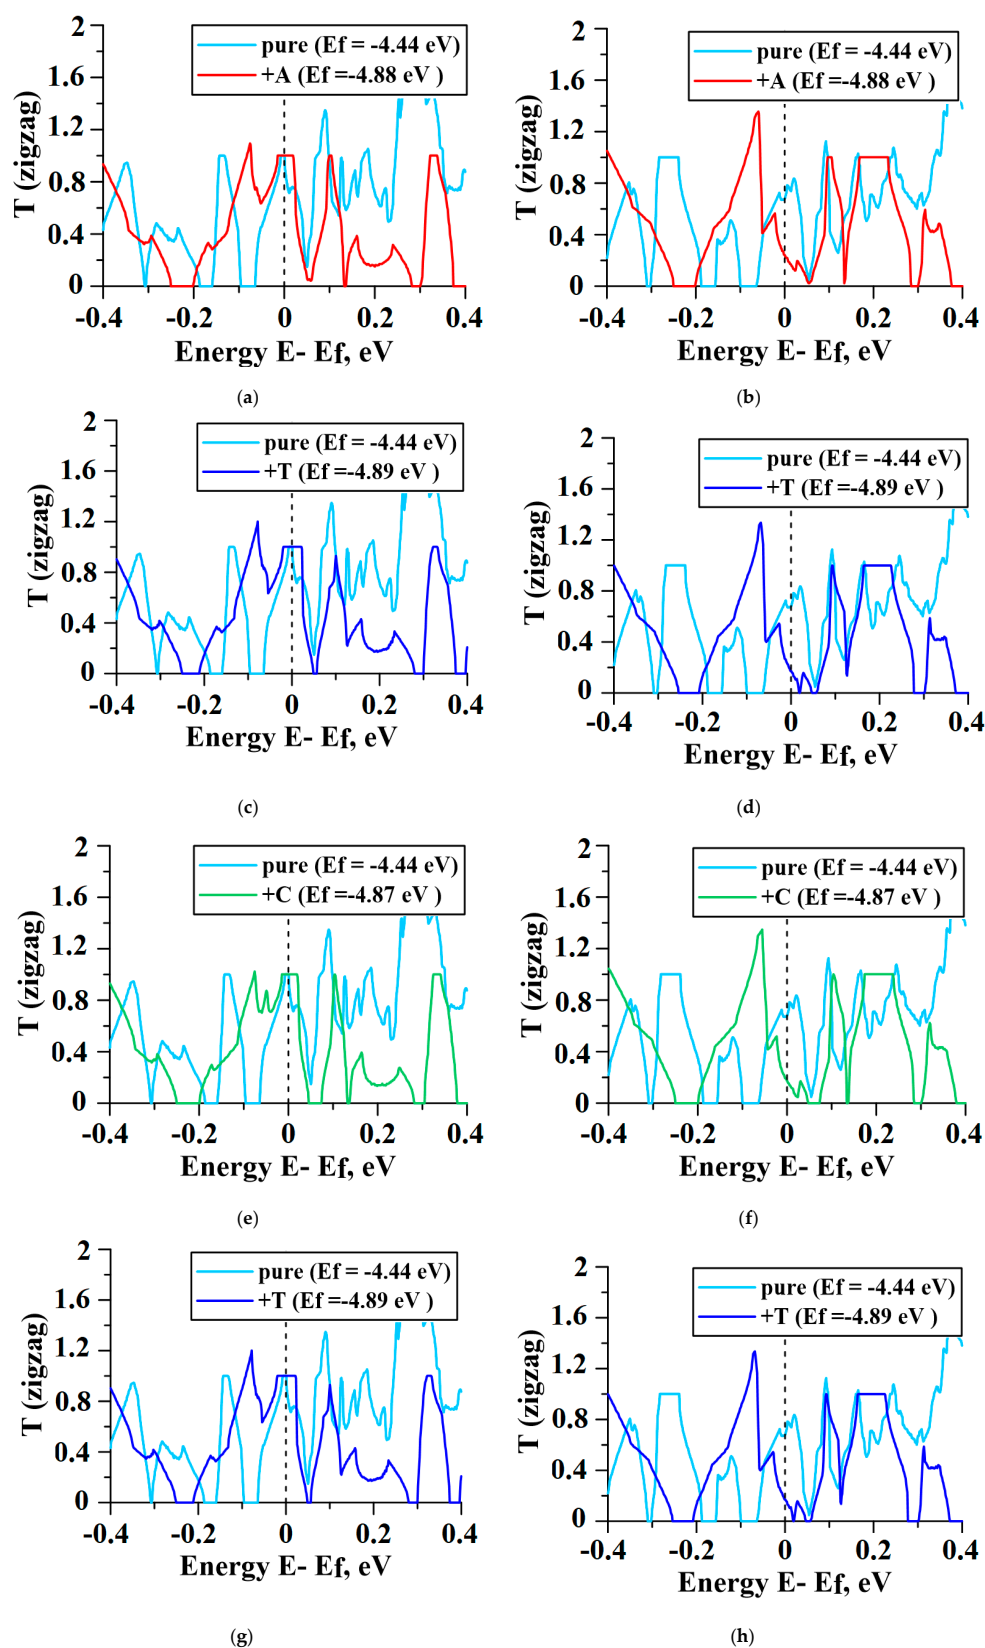 2
1.6
1.2
0.8
0.4
0
T (zigzag)
pure (Ef = -4.44 eV)
+A (Ef =-4.88 eV )
-0.4 -0.2 0 0.2 0.4
Energy E- Ef, eV
(a)
2
1.6
1.2
0.8
0.4
0
T (zigzag)
pure (Ef = -4.44 eV)
+A (Ef =-4.88 eV )
-0.4 -0.2 0 0.2 0.4
Energy E- Ef, eV
(b)
2
1.6
1.2
0.8
0.4
0
T (zigzag)
pure (Ef = -4.44 eV)
+T (Ef =-4.89 eV )
-0.4 -0.2 0 0.2 0.4
Energy E- Ef, eV
(c)
2
1.6
1.2
0.8
0.4
0
T (zigzag)
pure (Ef = -4.44 eV)
+T (Ef =-4.89 eV )
-0.4 -0.2 0 0.2 0.4
Energy E- Ef, eV
(d)
2
1.6
1.2
0.8
0.4
0
T (zigzag)
pure (Ef = -4.44 eV)
+C (Ef =-4.87 eV )
-0.4 -0.2 0 0.2 0.4
Energy E- Ef, eV
(e)
2
1.6
1.2
0.8
0.4
0
T (zigzag)
pure (Ef = -4.44 eV)
+C (Ef =-4.87 eV )
-0.4 -0.2 0 0.2 0.4
Energy E- Ef, eV
(f)
2
1.6
1.2
0.8
0.4
0
T (zigzag)
pure (Ef = -4.44 eV)
+T (Ef =-4.89 eV )
-0.4 -0.2 0 0.2 0.4
Energy E- Ef, eV
(g)
2
1.6
1.2
0.8
0.4
0
T (zigzag)
pure (Ef = -4.44 eV)
+T (Ef =-4.89 eV )
-0.4 -0.2 0 0.2 0.4
Energy E- Ef, eV
(h)